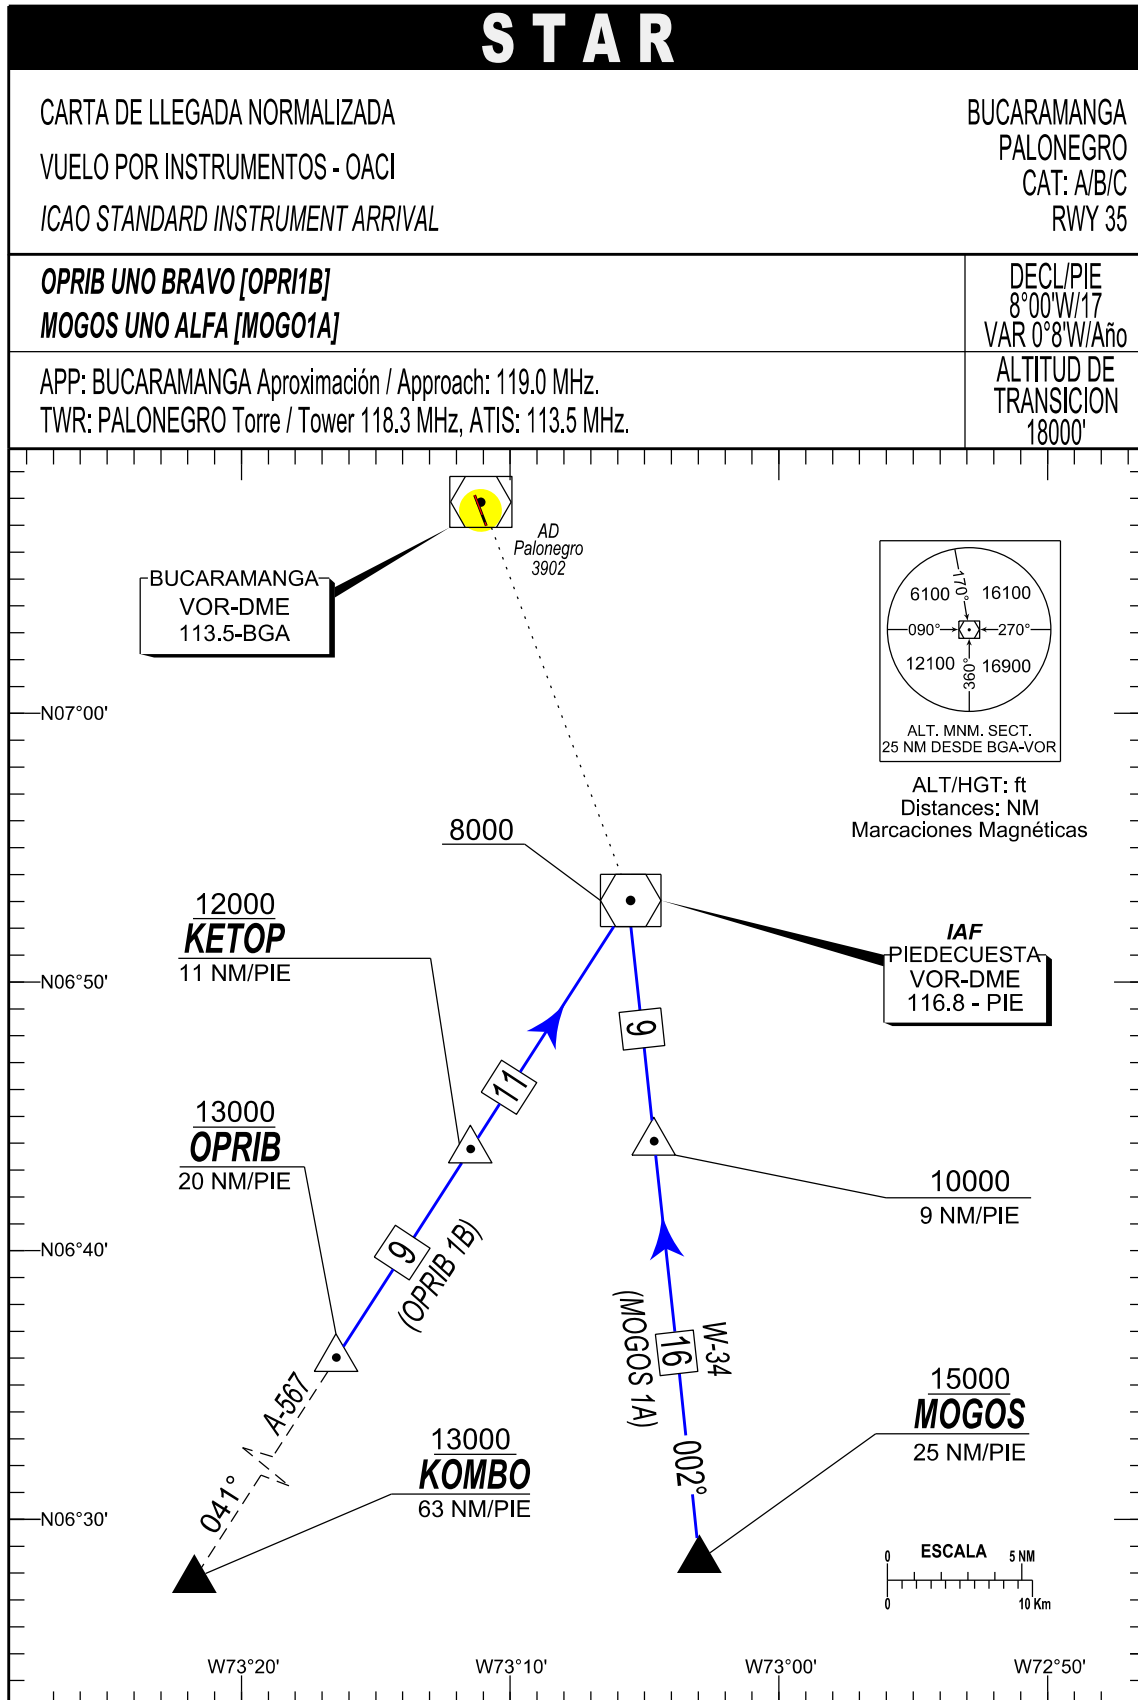 STAR
CARTA DE LLEGADA NORMALIZADA
VUELO POR INSTRUMENTOS - OACI
ICAO STANDARD INSTRUMENT ARRIVAL
BUCARAMANGA
PALONEGRO
CAT: A/B/C
RWY 35
OPRIB UNO BRAVO [OPRI1B]
MOGOS UNO ALFA [MOGO1A]
DECL/PIE
8°00'W/17
VAR 0°8'W/Año
APP: BUCARAMANGA Aproximación / Approach: 119.0 MHz.
TWR: PALONEGRO Torre / Tower 118.3 MHz, ATIS: 113.5 MHz.
ALTITUD DE
TRANSICION
18000'
AD
Palonegro
3902
BUCARAMANGA
VOR-DME
113.5-BGA
170°
6100
16100
090°
270°
12100
360°
16900
ALT. MNM. SECT.
25 NM DESDE BGA-VOR
ALT/HGT: ft
Distances: NM
Marcaciones Magnéticas
N07°00'
8000
12000
KETOP
11 NM/PIE
IAF
PIEDECUESTA
VOR-DME
116.8 - PIE
N06°50'
9
11
13000
OPRIB
20 NM/PIE
10000
9 NM/PIE
N06°40'
9
(OPRIB 1B)
(MOGOS 1A)
16
W-34
A-567
15000
MOGOS
25 NM/PIE
13000
KOMBO
63 NM/PIE
002°
041°
N06°30'
0
ESCALA
5 NM
0
10 Km
W73°20'
W73°10'
W73°00'
W72°50'